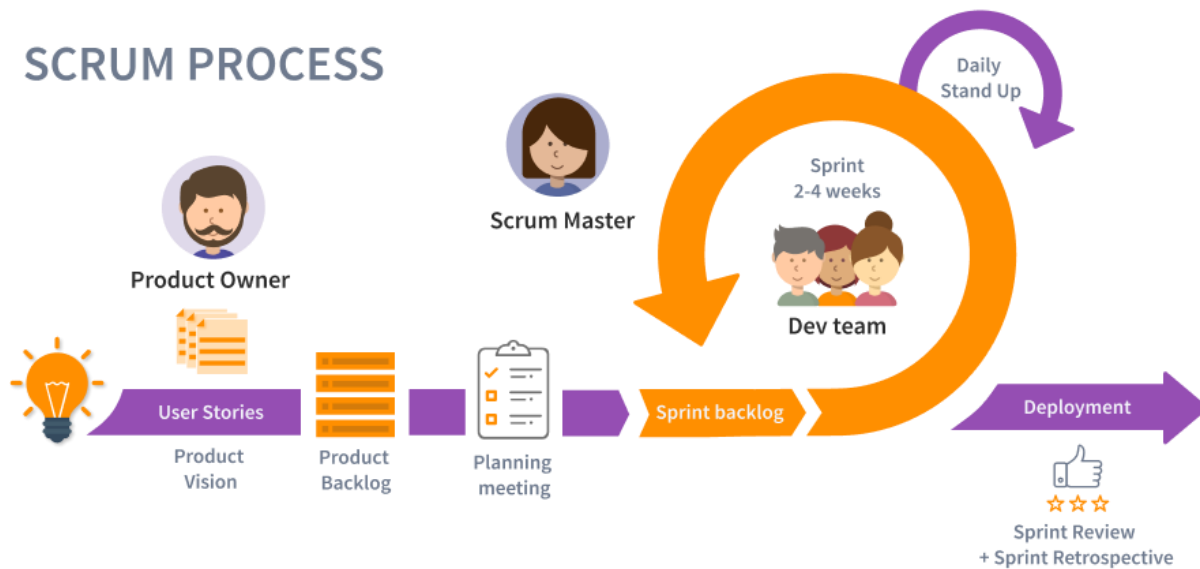 SCRUM PROCESS
Daily
Stand Up
Sprint
2-4 weeks
Scrum Master
Product Owner
Dev team
User Stories
Sprint backlog
Deployment
Product
Vision
Product
Backlog
Planning
meeting
Sprint Review
+ Sprint Retrospective